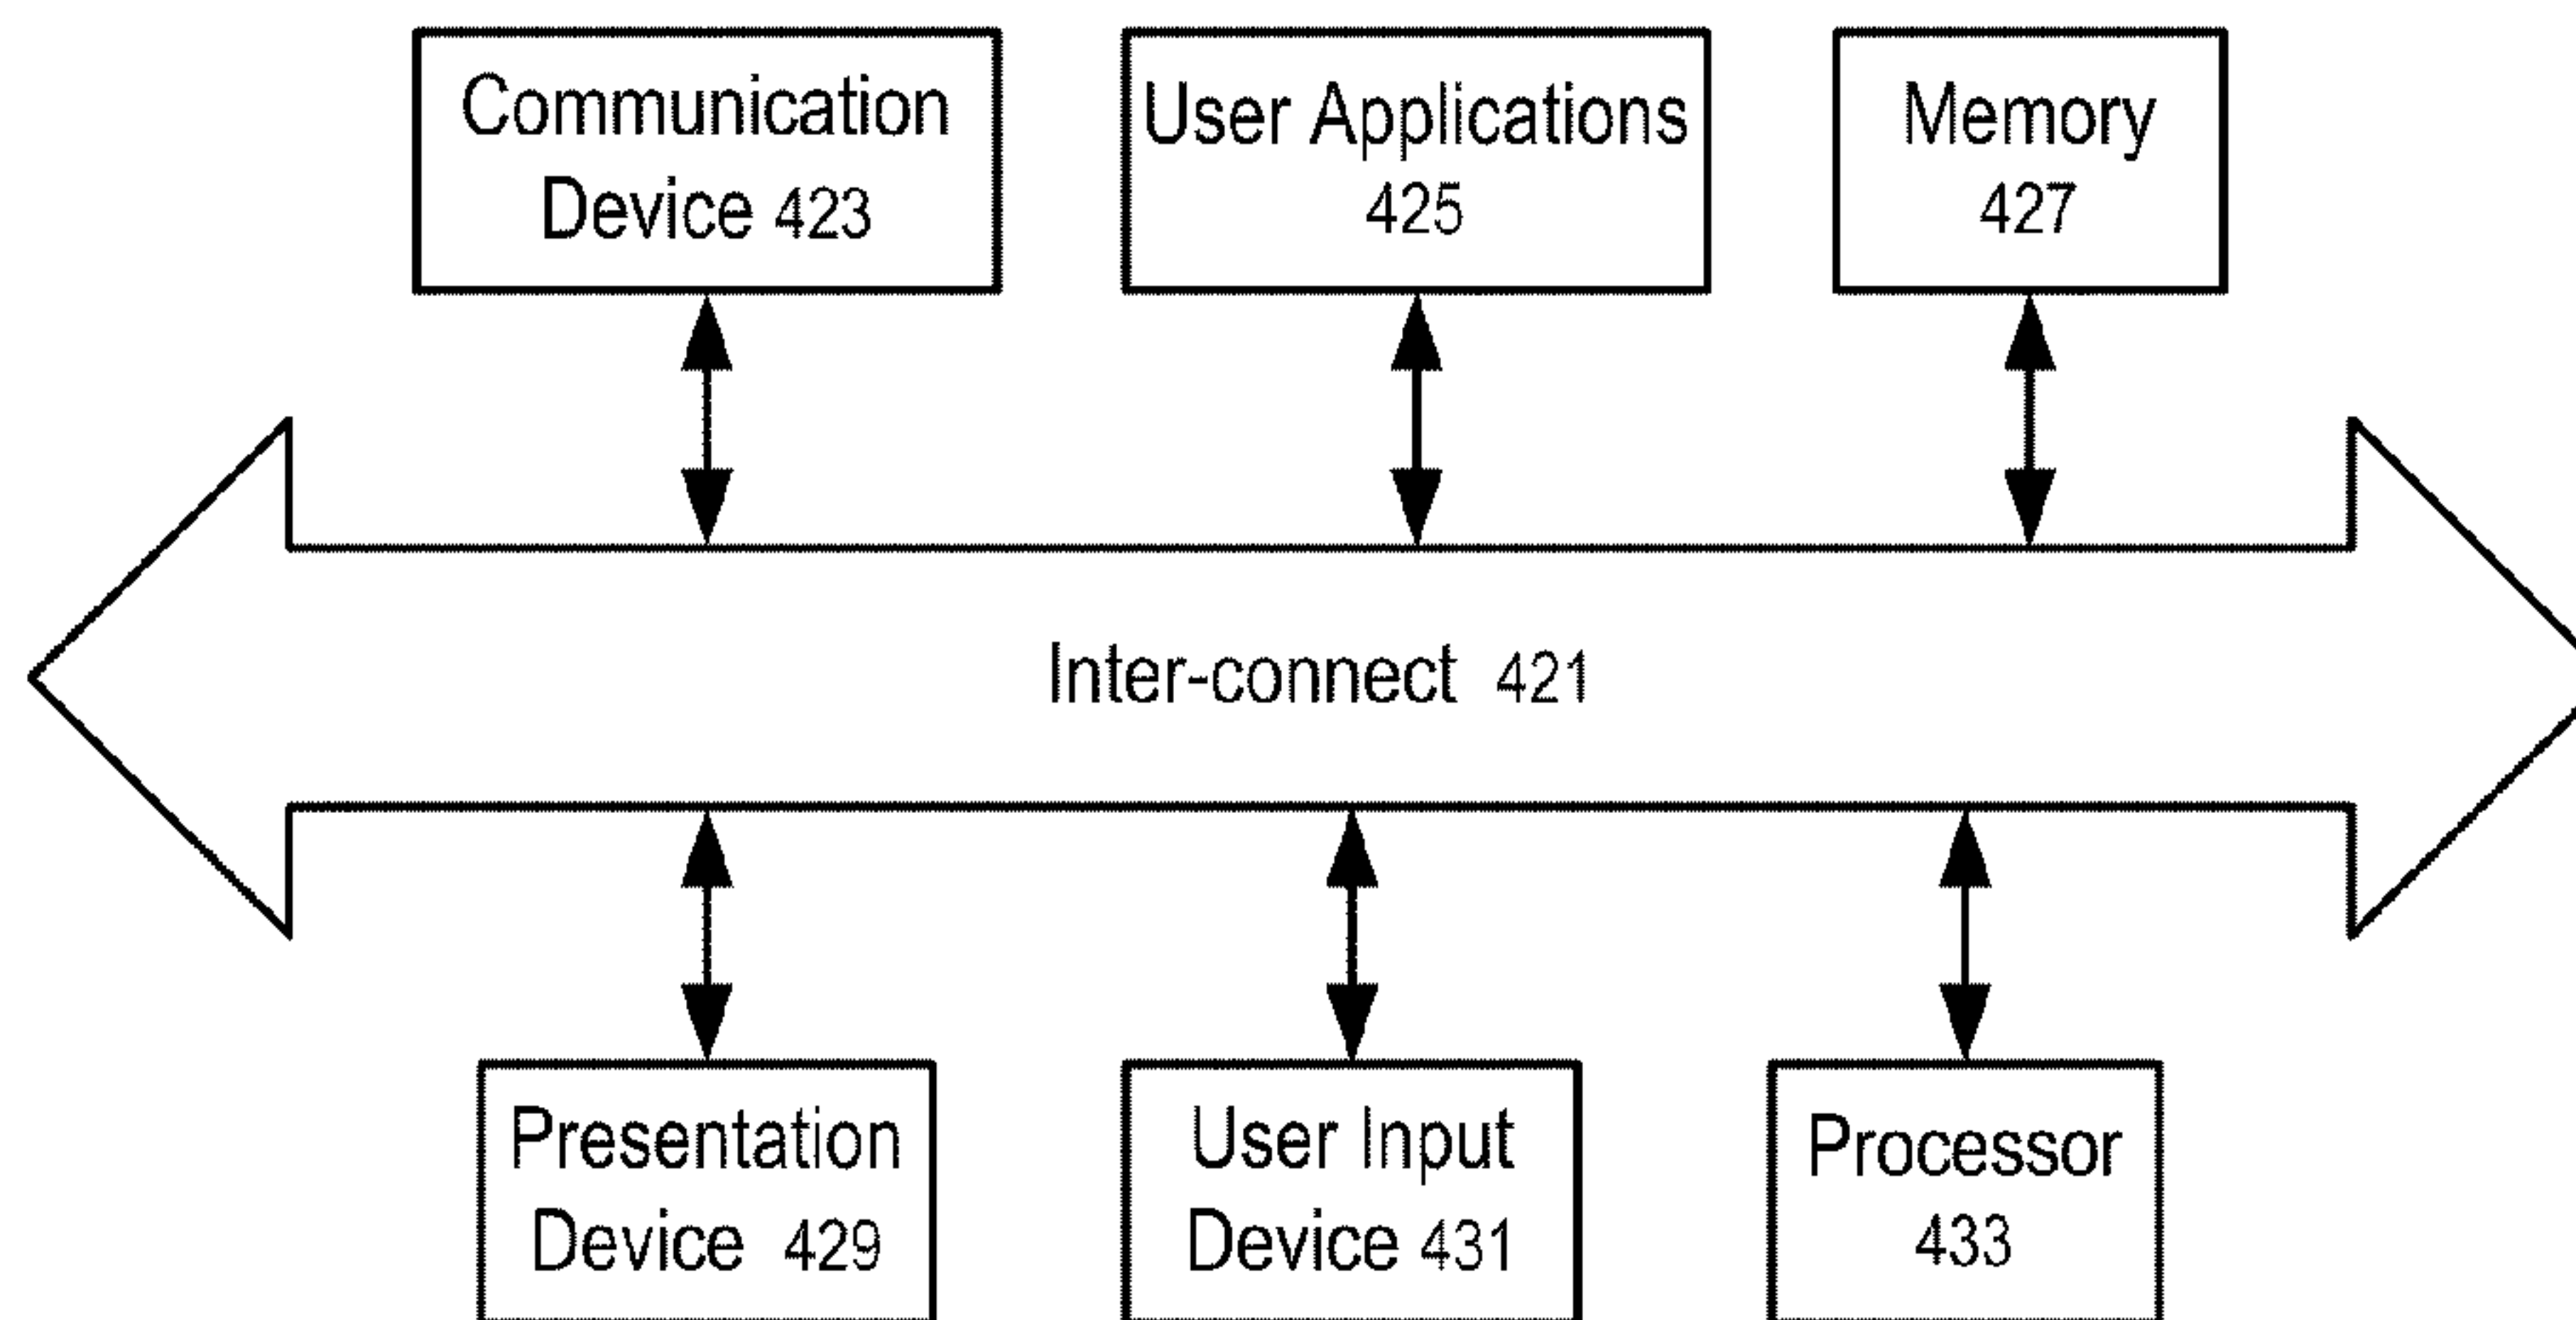 Communication
Device 423
User Applications
425
Memory
427
Inter-connect 421
Presentation
Device 429
User Input
Device 431
Processor
433